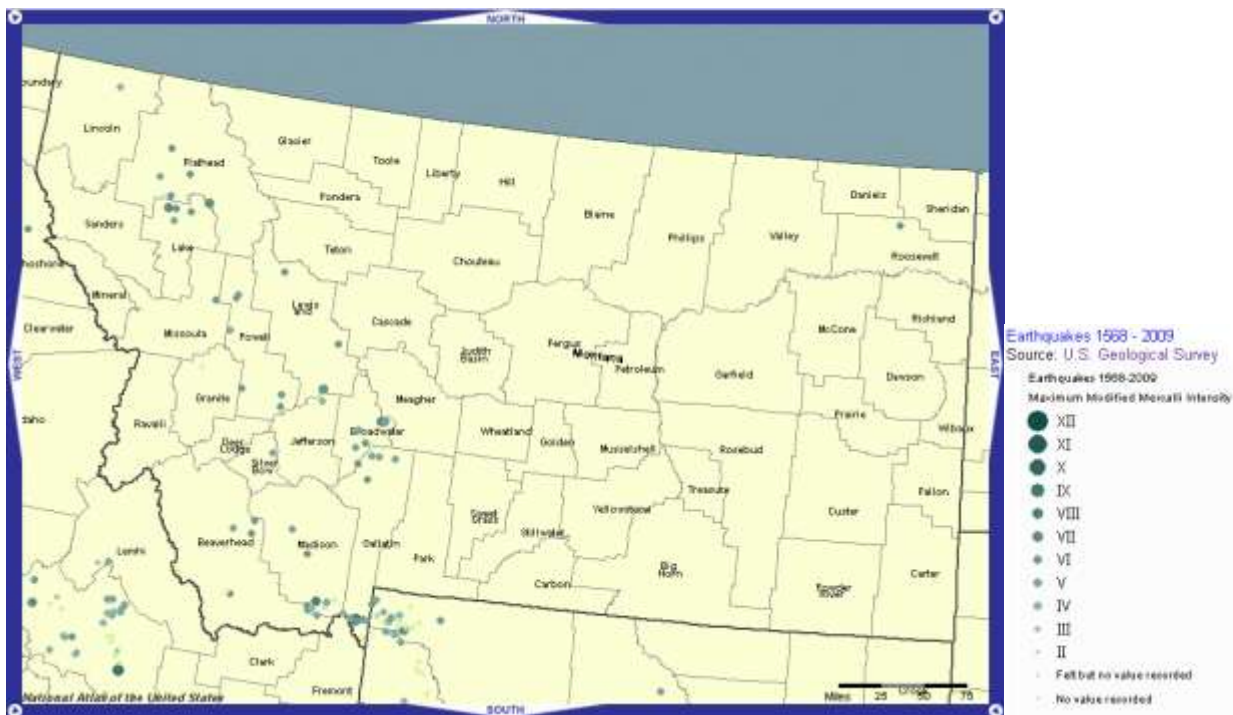 NORTH
oundary
Lincoln
Flathead
Glacier
Toole
Liberty
Hill
Blaine
Phillips
Valley
Daniels
Sheridan
Roosevelt
Pondera
Sanders
Lake
Teton
Chouteau
hoshone
Mineral
Clearwater
Missoula
Powell
Lewis
and
Cascade
Judith
Basin
Fergus
Montana
Petroleum
Garfield
McCone
Richland
Dawson
Prairie
Wibaux
WEST
EAST
daho
Ravalli
Granite
Deer
Lodge
Silver
Bow
Jefferson
Broadwater
Meagher
Wheatland
Golden
Musselshell
Rosebud
Treasure
Custer
Fallon
Beaverhead
Madison
Gallatin
Park
Sweet
Grass
Stillwater
Yellowstone
Carbon
Big
Horn
Powder
River
Carter
Lemhi
Clark
Fremont
Crook
National Atlas of the United States
Miles 25 50 75
SOUTH
Earthquakes 1568 - 2009
Source: U.S. Geological Survey
Earthquakes 1568-2009
Maximum Modified Mercalli Intensity
XII
XI
X
IX
VIII
VII
VI
V
IV
III
II
Felt but no value recorded
No value recorded